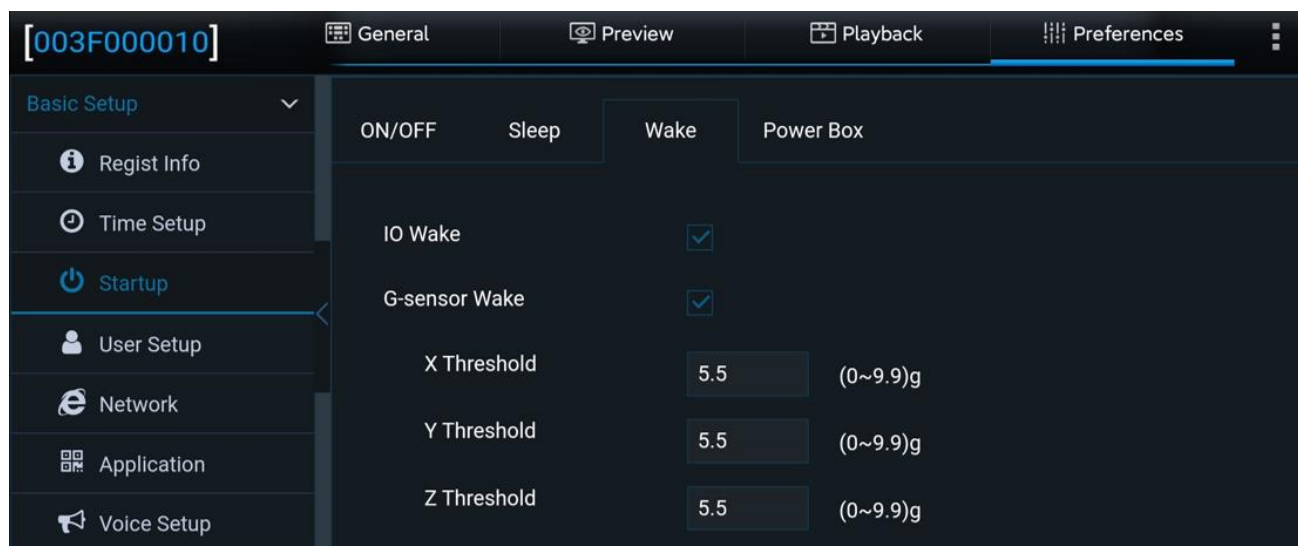 [003F000010]
General
Preview
Playback
Preferences
Basic Setup
Regist Info
Time Setup
Startup
User Setup
Network
Application
Voice Setup
ON/OFF
Sleep
Wake
Power Box
IO Wake
G-sensor Wake
X Threshold 5.5 (0~9.9)g
Y Threshold 5.5 (0~9.9)g
Z Threshold 5.5 (0~9.9)g